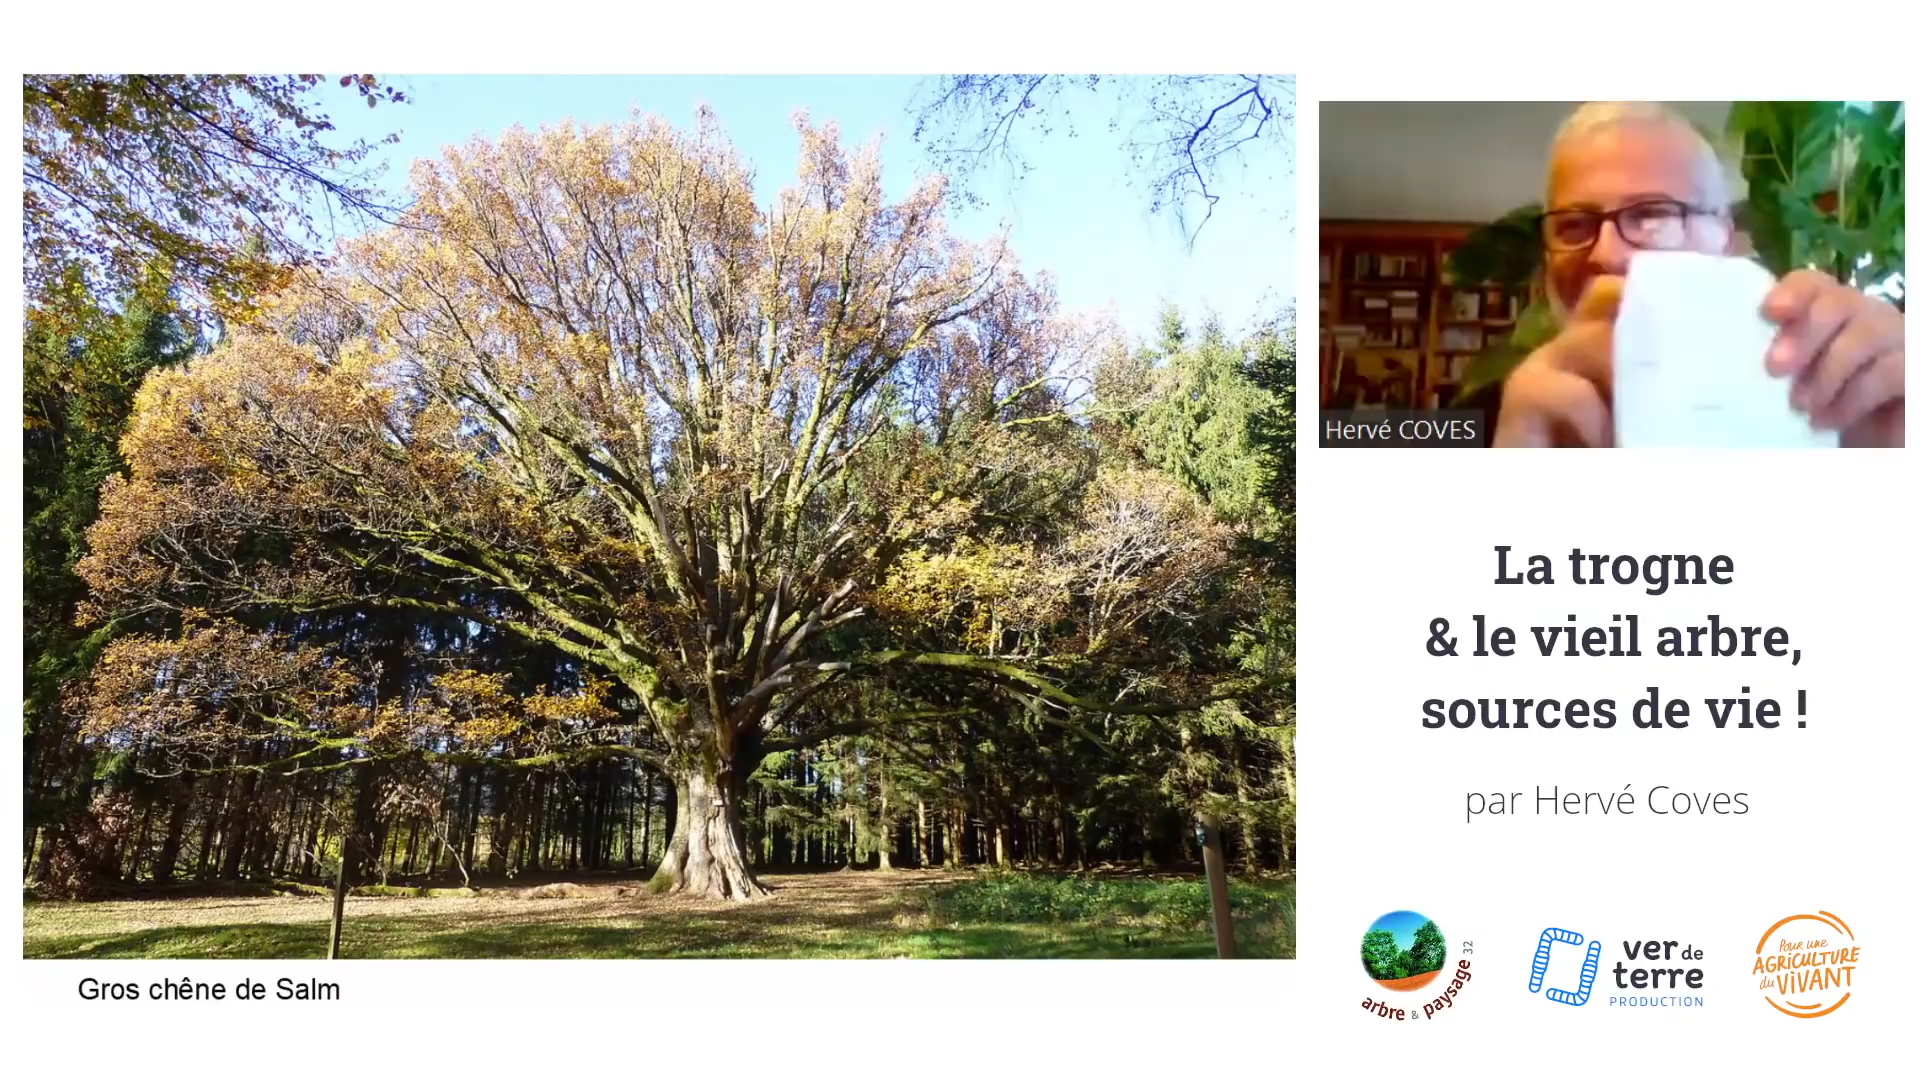 Hervé COVES
La trogne
& le vieil arbre,
sources de vie !
par Hervé Coves
Gros chêne de Salm
arbre & paysage 32
ver de
terre
PRODUCTION
Pour une
AGRICULTURE
du VIVANT